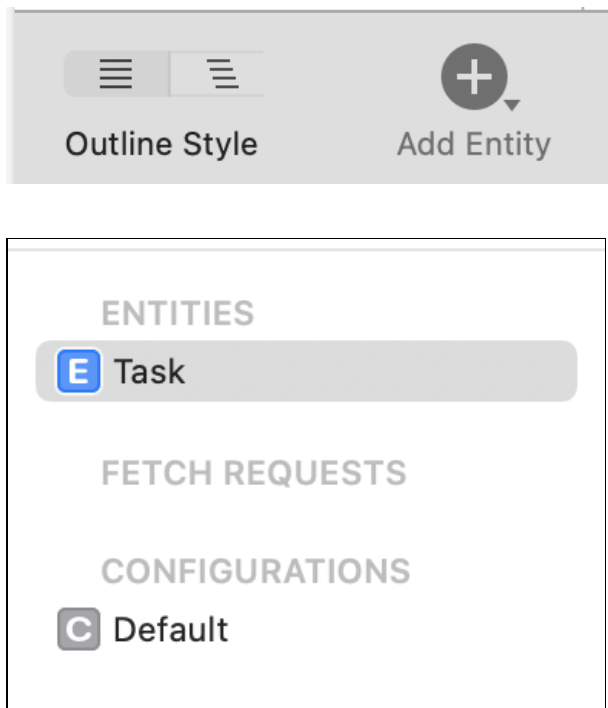 Outline Style
Add Entity
ENTITIES
E Task
FETCH REQUESTS
CONFIGURATIONS
C Default